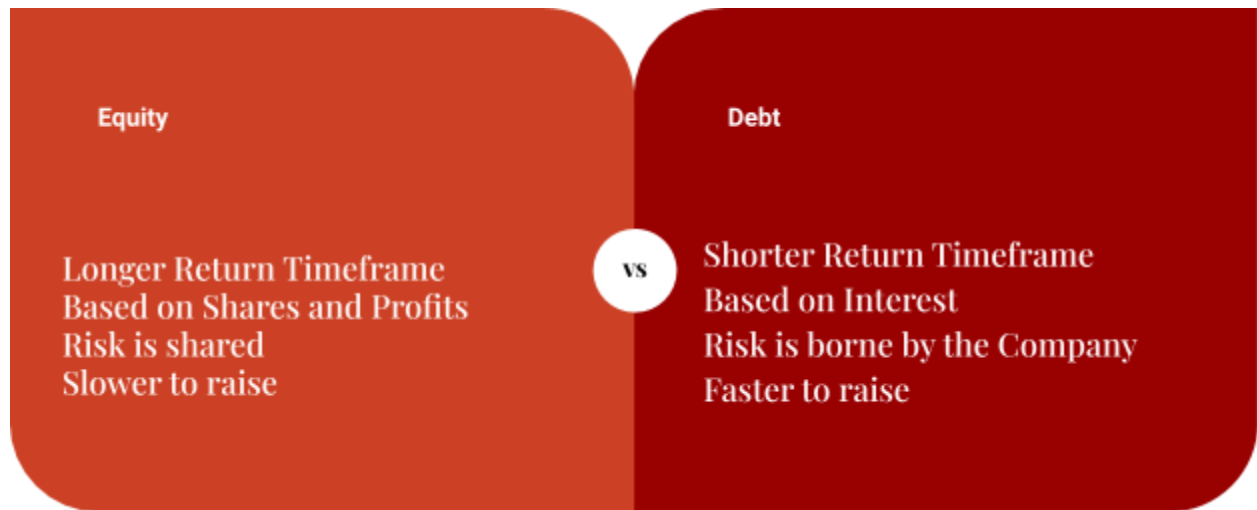 Equity
Longer Return Timeframe
Based on Shares and Profits
Risk is shared
Slower to raise
vs
Debt
Shorter Return Timeframe
Based on Interest
Risk is borne by the Company
Faster to raise